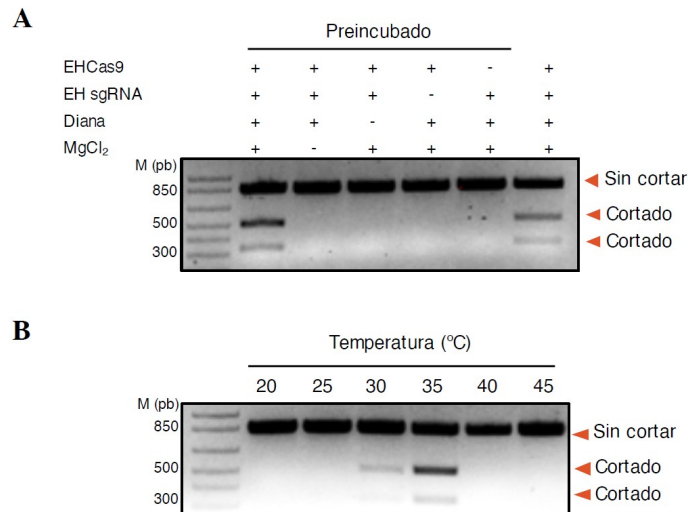 A
Preincubado
EHCas9 + + + + - +
EH sgRNA + + + - + +
Diana + + - + + +
MgCl₂ + - + + + +
M (pb)
850
Sin cortar
500
Cortado
Cortado
300
B
Temperatura (ºC)
20 25 30 35 40 45
M (pb)
850
Sin cortar
500
Cortado
300
Cortado